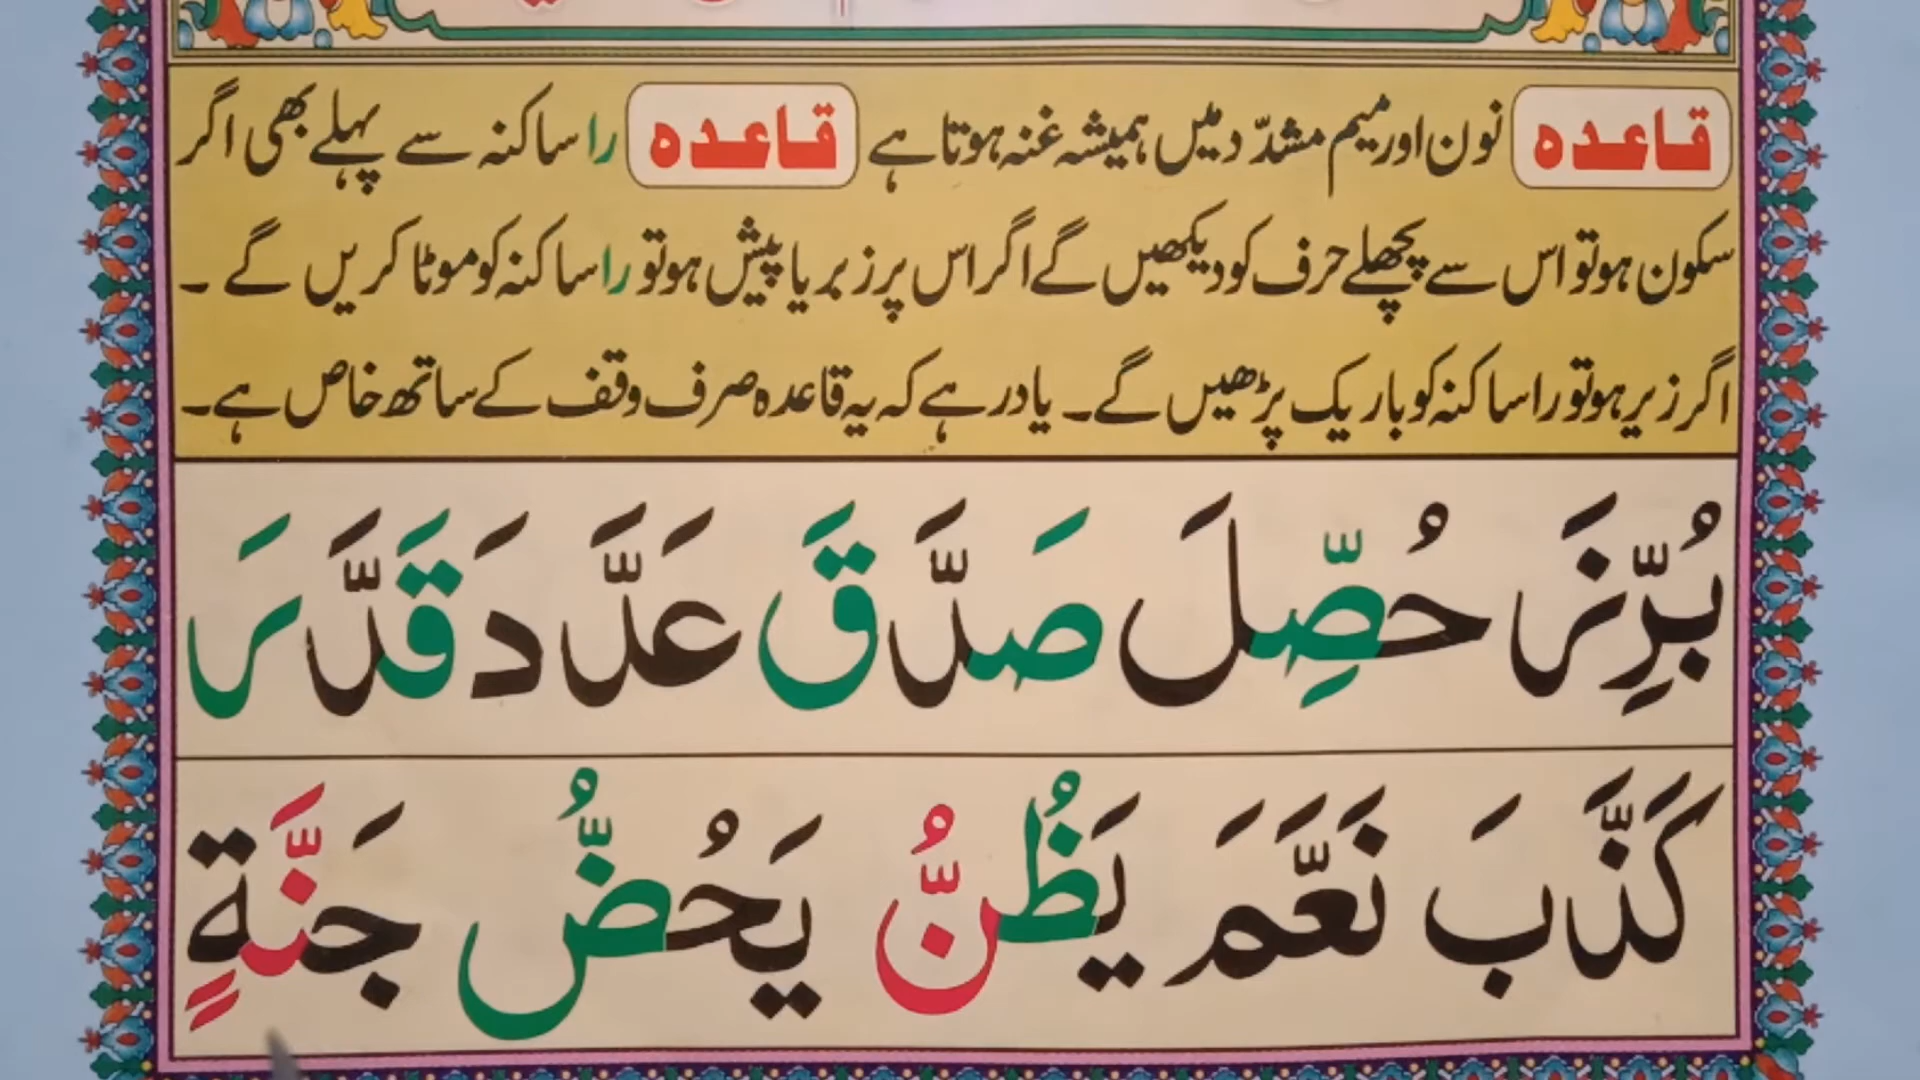 قاعدہ نون اور میم مشدّد میں ہمیشہ غنہ ہوتا ہے قاعدہ را ساکنہ سے پہلے بھی اگر
سکون ہو تو اس سے پچھلے حرف کو دیکھیں گے اگر اس پر زبر یا پیش ہو تو را ساکنہ کو موٹا کریں گے ۔
اگر زیر ہو تو را ساکنہ کو باریک پڑھیں گے ۔ یاد رہے کہ یہ قاعدہ صرف وقف کے ساتھ خاص ہے ۔
بُرِّزَ حُصِّلَ صَدَّقَ عَدَّدَ قَدَّرَ
كَذَّبَ نَعَّمَ يَظُنُّ يَحُضُّ جَنَّةٍ